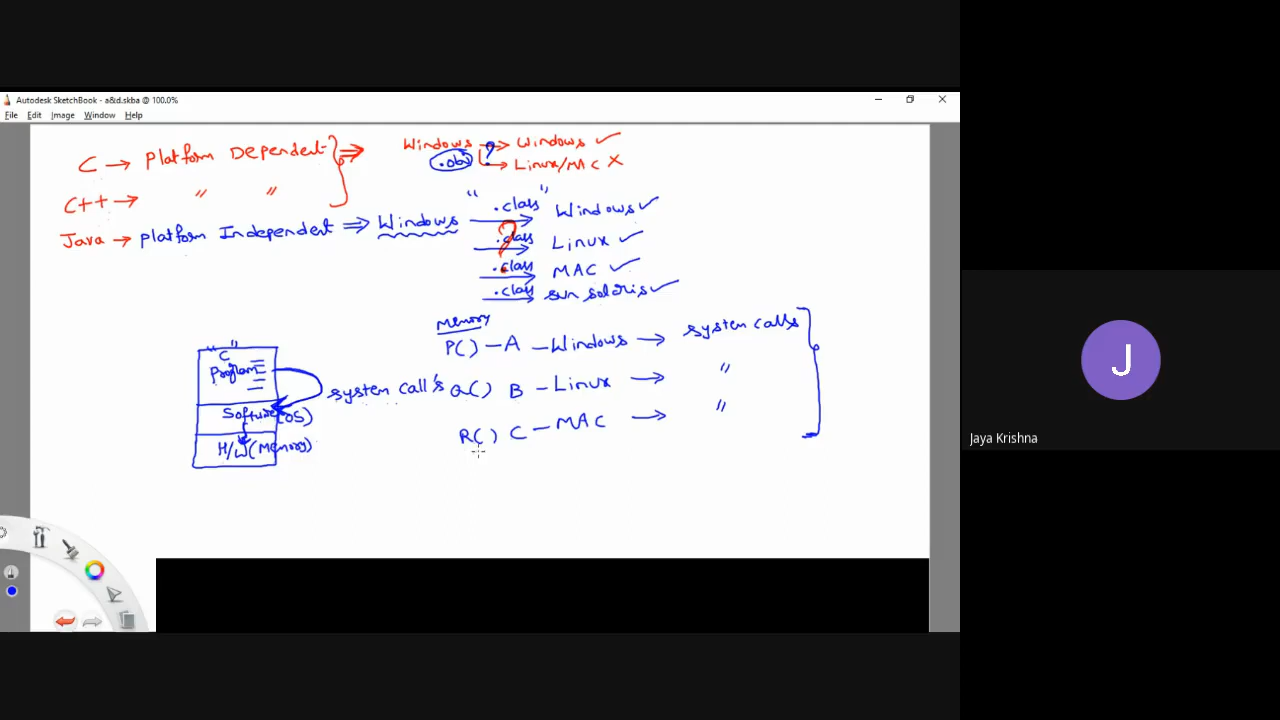 Autodesk SketchBook - a&d.skba @ 100.0%
File Edit Image Window Help
C → Platform Dependent ⇒ Windows → Windows ✓
.obj ? → Linux/MAC ✗
C++ → " "
Java → platform Independent ⇒ Windows
" .class " Windows ✓
.class Linux ✓
?
.class MAC ✓
.class sun solaris ✓
Memory
P() - A - Windows → system calls
Q() B - Linux → "
R() C - MAC → "
"C"
Program
system call's
Software (OS)
H/W (Memory)
J
Jaya Krishna